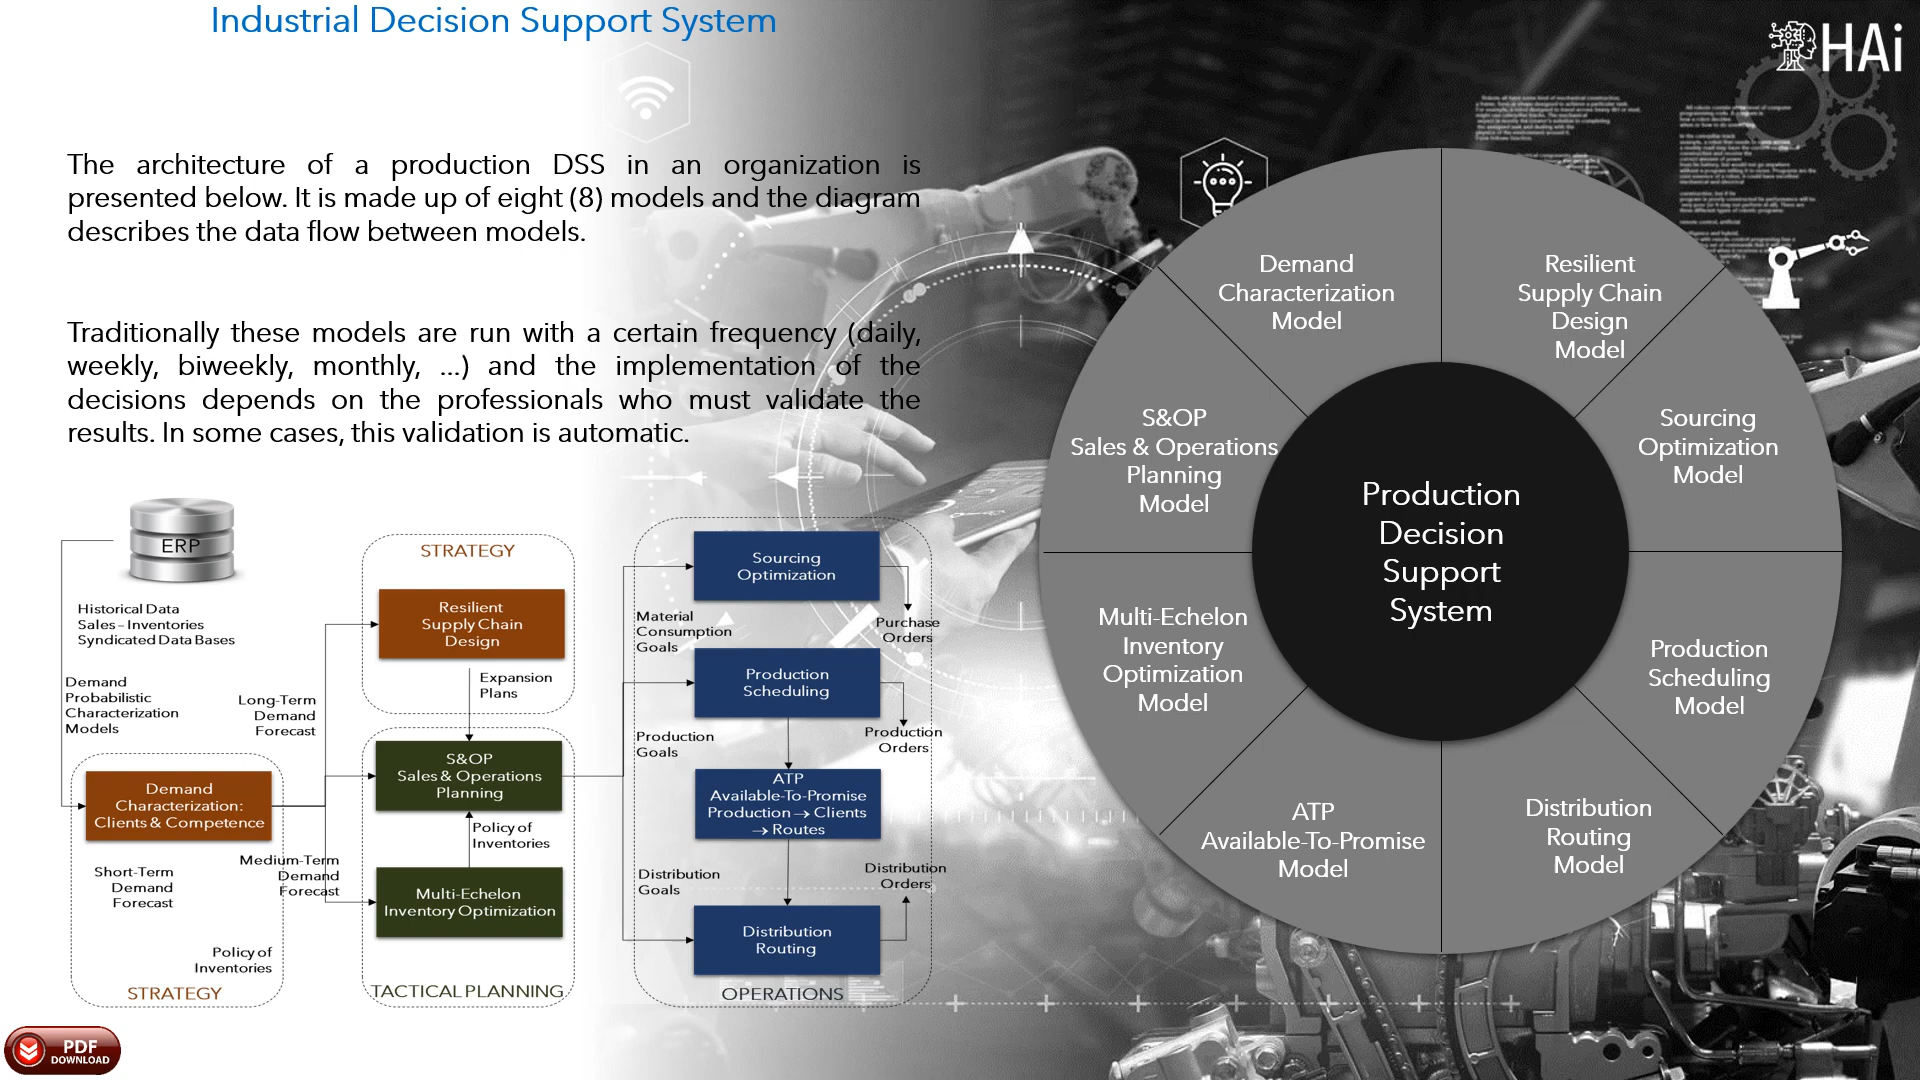 Industrial Decision Support System
HAi
The architecture of a production DSS in an organization is
presented below. It is made up of eight (8) models and the diagram
describes the data flow between models.
Traditionally these models are run with a certain frequency (daily,
weekly, biweekly, monthly, ...) and the implementation of the
decisions depends on the professionals who must validate the
results. In some cases, this validation is automatic.
ERP
Historical Data
Sales – Inventories
Syndicated Data Bases
Demand
Probabilistic
Characterization
Models
Long-Term
Demand
Forecast
Demand
Characterization:
Clients & Competence
Short-Term
Demand
Forecast
Medium-Term
Demand
Forecast
Policy of
Inventories
STRATEGY
STRATEGY
Resilient
Supply Chain
Design
Expansion
Plans
S&OP
Sales & Operations
Planning
Policy of
Inventories
Multi-Echelon
Inventory Optimization
TACTICAL PLANNING
Sourcing
Optimization
Material
Consumption
Goals
Purchase
Orders
Production
Scheduling
Production
Goals
Production
Orders
ATP
Available-To-Promise
Production → Clients
→ Routes
Distribution
Goals
Distribution
Orders
Distribution
Routing
OPERATIONS
Demand
Characterization
Model
Resilient
Supply Chain
Design
Model
S&OP
Sales & Operations
Planning
Model
Sourcing
Optimization
Model
Production
Decision
Support
System
Multi-Echelon
Inventory
Optimization
Model
Production
Scheduling
Model
ATP
Available-To-Promise
Model
Distribution
Routing
Model
PDF
DOWNLOAD